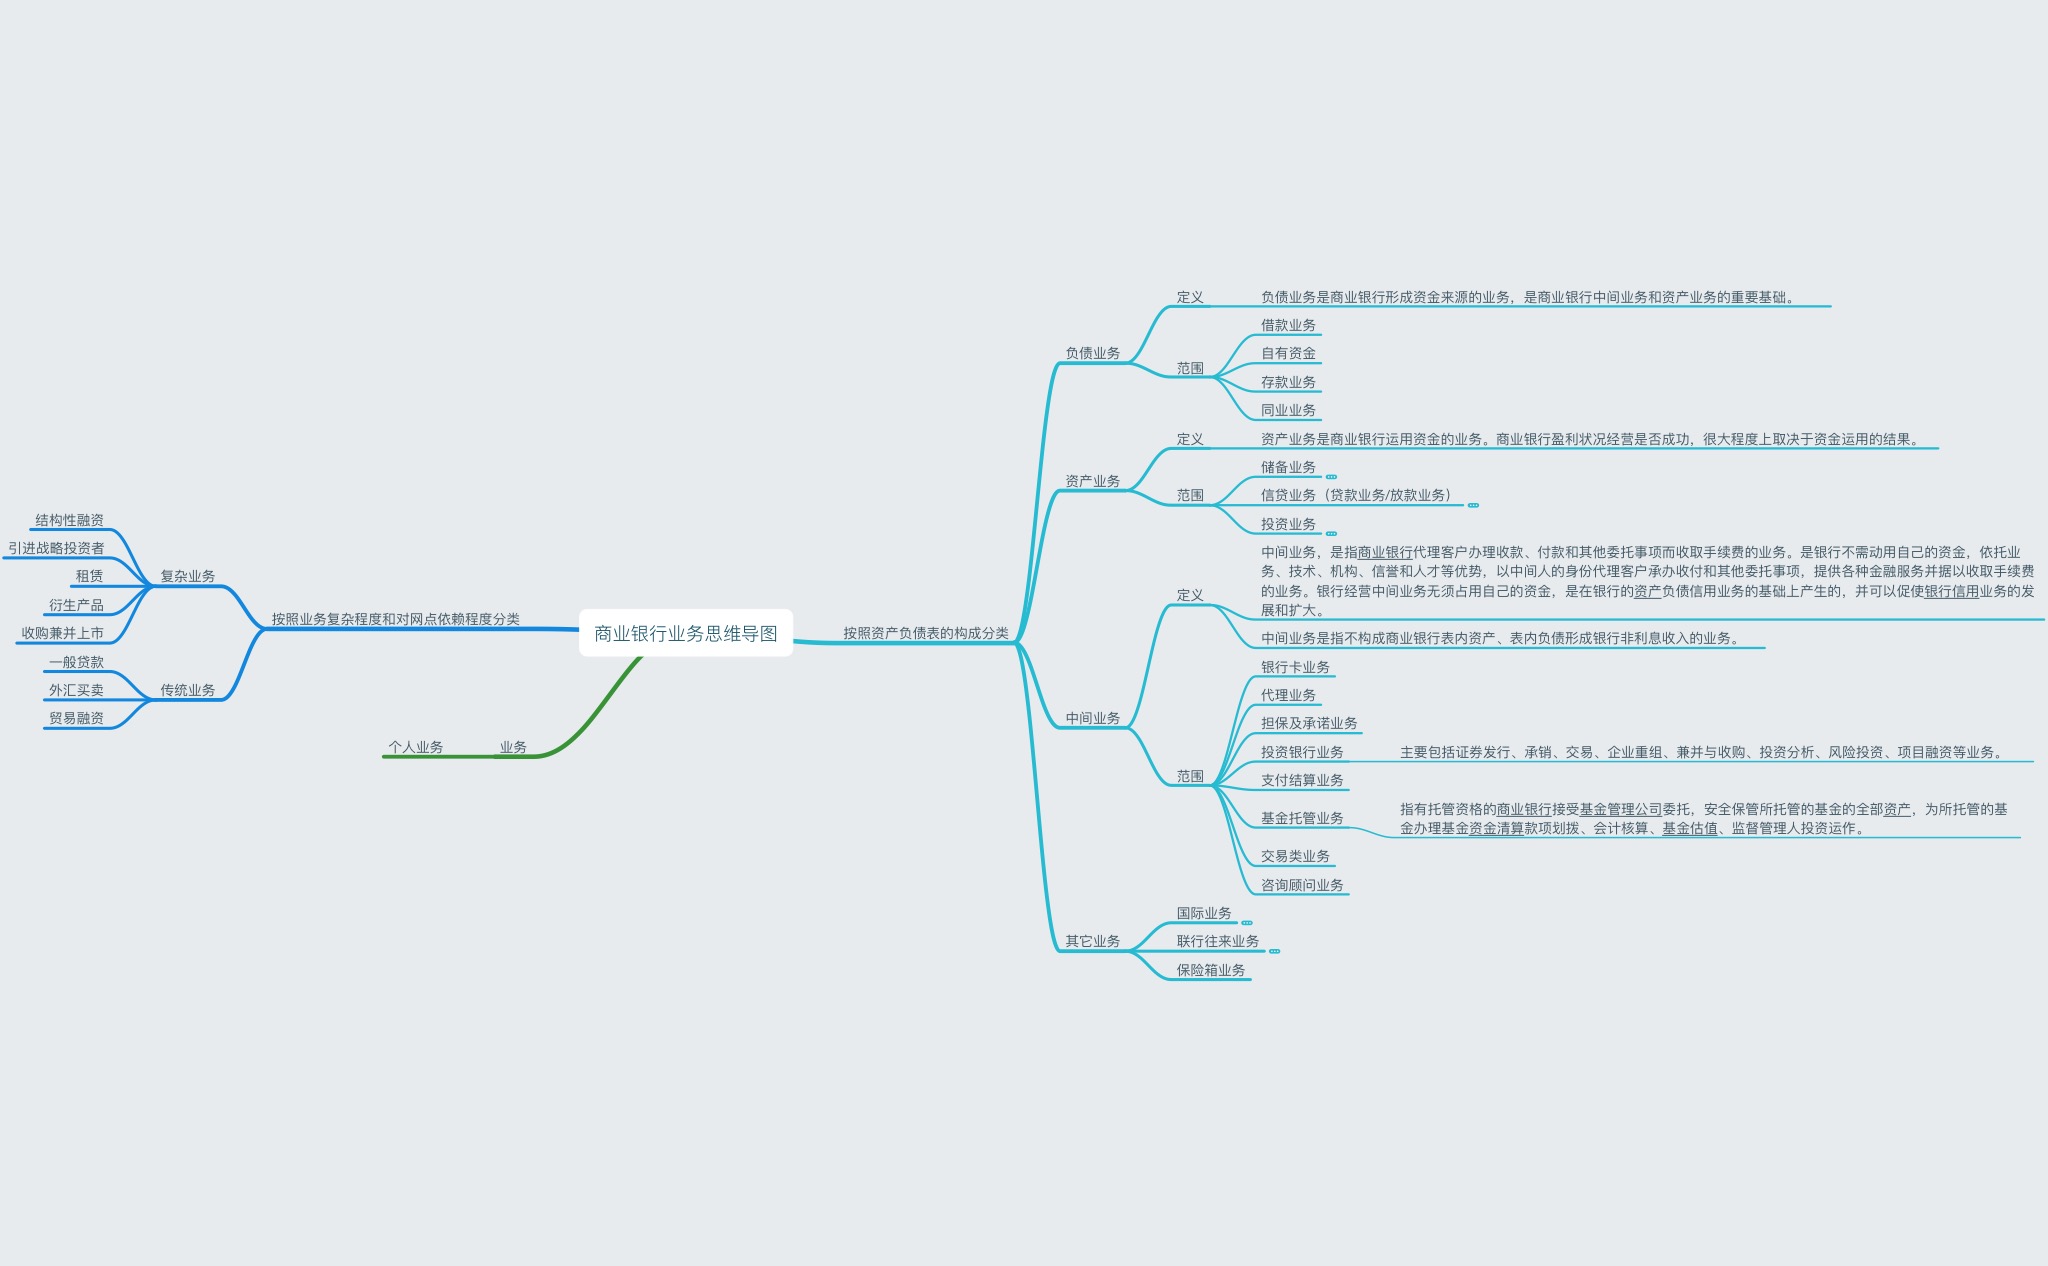 商业银行业务思维导图
按照资产负债表的构成分类
负债业务
定义
负债业务是商业银行形成资金来源的业务，是商业银行中间业务和资产业务的重要基础。
范围
借款业务
自有资金
存款业务
同业业务
资产业务
定义
资产业务是商业银行运用资金的业务。商业银行盈利状况经营是否成功，很大程度上取决于资金运用的结果。
范围
储备业务
信贷业务（贷款业务/放款业务）
投资业务
中间业务
定义
中间业务，是指商业银行代理客户办理收款、付款和其他委托事项而收取手续费的业务。是银行不需动用自己的资金，依托业
务、技术、机构、信誉和人才等优势，以中间人的身份代理客户承办收付和其他委托事项，提供各种金融服务并据以收取手续费
的业务。银行经营中间业务无须占用自己的资金，是在银行的资产负债信用业务的基础上产生的，并可以促使银行信用业务的发
展和扩大。
中间业务是指不构成商业银行表内资产、表内负债形成银行非利息收入的业务。
范围
银行卡业务
代理业务
担保及承诺业务
投资银行业务
主要包括证券发行、承销、交易、企业重组、兼并与收购、投资分析、风险投资、项目融资等业务。
支付结算业务
基金托管业务
指有托管资格的商业银行接受基金管理公司委托，安全保管所托管的基金的全部资产，为所托管的基
金办理基金资金清算款项划拨、会计核算、基金估值、监督管理人投资运作。
交易类业务
咨询顾问业务
其它业务
国际业务
联行往来业务
保险箱业务
按照业务复杂程度和对网点依赖程度分类
复杂业务
结构性融资
引进战略投资者
租赁
衍生产品
收购兼并上市
传统业务
一般贷款
外汇买卖
贸易融资
业务
个人业务